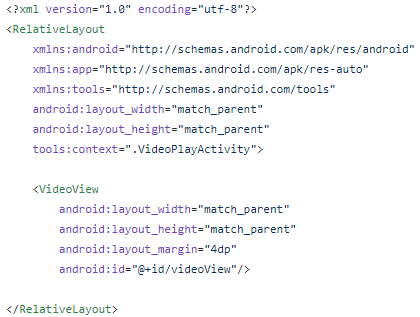 <?xml version="1.0" encoding="utf-8"?>
<RelativeLayout
    xmlns:android="http://schemas.android.com/apk/res/android"
    xmlns:app="http://schemas.android.com/apk/res-auto"
    xmlns:tools="http://schemas.android.com/tools"
    android:layout_width="match_parent"
    android:layout_height="match_parent"
    tools:context=".VideoPlayActivity">

    <VideoView
        android:layout_width="match_parent"
        android:layout_height="match_parent"
        android:layout_margin="4dp"
        android:id="@+id/videoView"/>

</RelativeLayout>